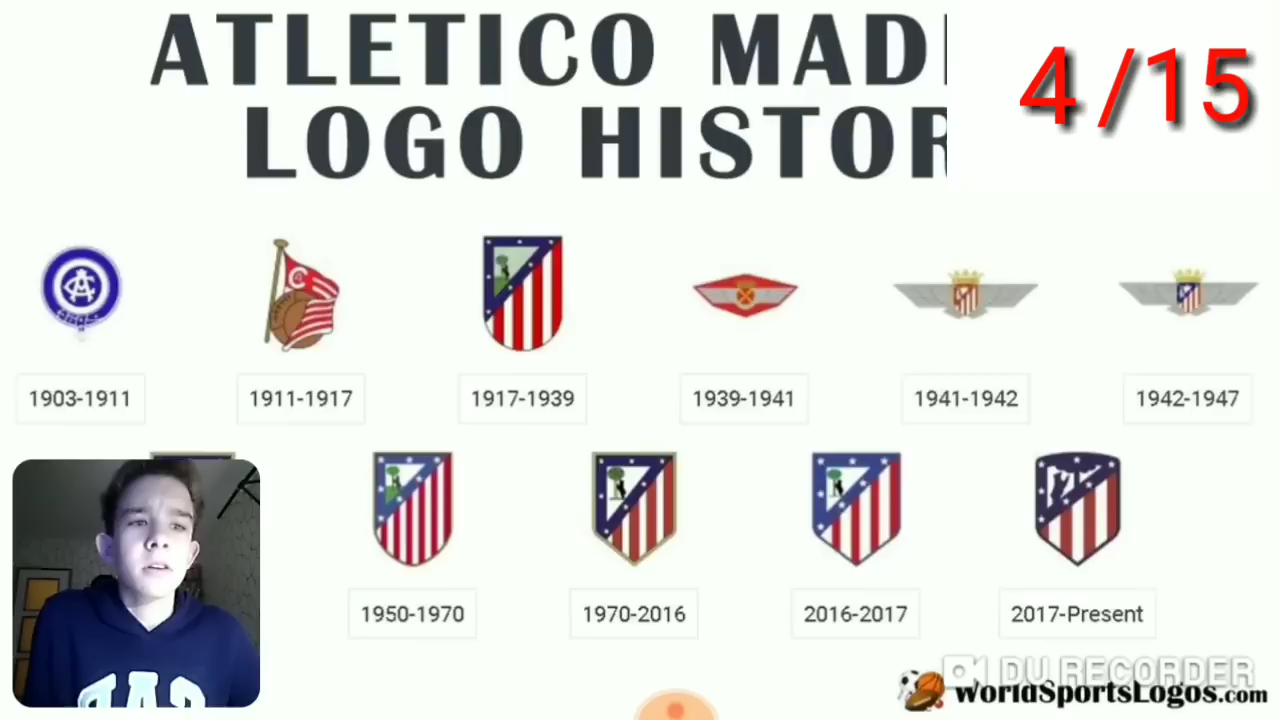 ATLETICO MAD
4/15
LOGO HISTOR
1903-1911
1911-1917
1917-1939
1939-1941
1941-1942
1942-1947
1950-1970
1970-2016
2016-2017
2017-Present
GAP
DU RECORDER
WorldSportsLogos.com